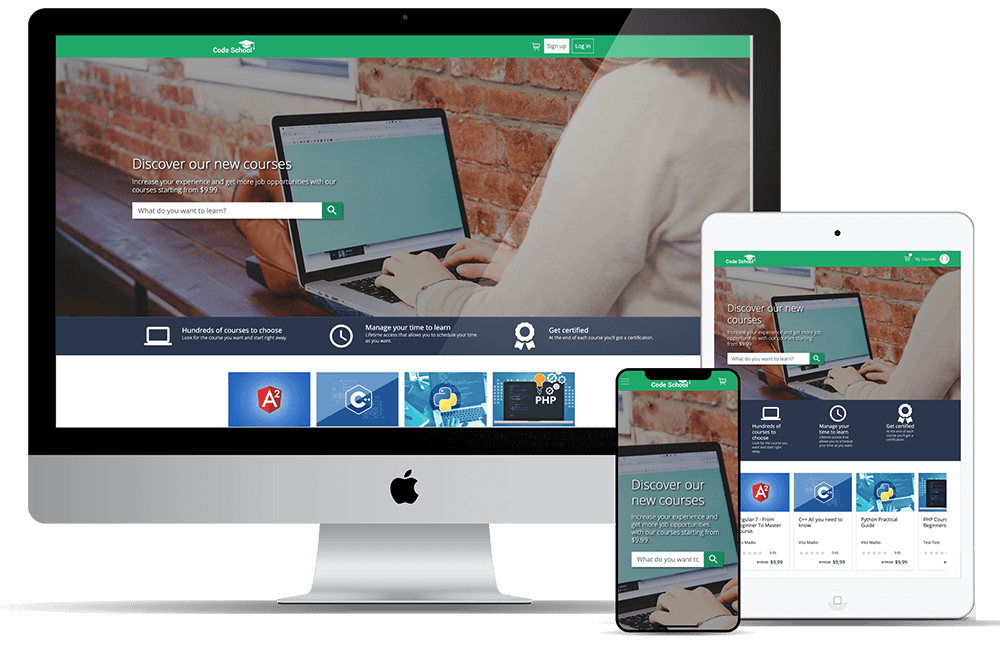 Code School
Sign up
Log in
Discover our new courses
Increase your experience and get more job opportunities with our
courses starting from $9.99.
What do you want to learn?
Hundreds of courses to choose
Look for the course you want and start right away.
Manage your time to learn
Lifetime access that allows you to schedule your time
as you want.
Get certified
At the end of each course you'll got a certification.
A2
C++
PHP
Code School
My Courses
Discover our new
courses
Increase your experience and get more job
opportunities with our courses starting
from $9.99.
What do you want to learn?
Hundreds of
courses to
choose
Look for the course
you want and start right
away.
Manage your
time to learn
Lifetime access that
allows you to schedule
your time as you want.
Get certified
At the end of each
course you'll got a
certification.
A2
C++
gular 7 - From
ginner To Master
ourse.
C++ All you need to
know.
Vito Madio
$9,99
Python Practical
Guide
Vito Madio
$9,99
PHP Cours
Beginners
Test Test
to Madio
$9,99
Code School
Discover our
new courses
Increase your experience and
get more job opportunities
with our courses starting from
$9.99.
What do you want tc